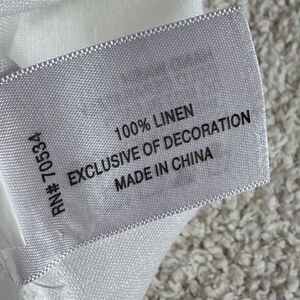 100% LINEN
EXCLUSIVE OF DECORATION
MADE IN CHINA
RN# 70534